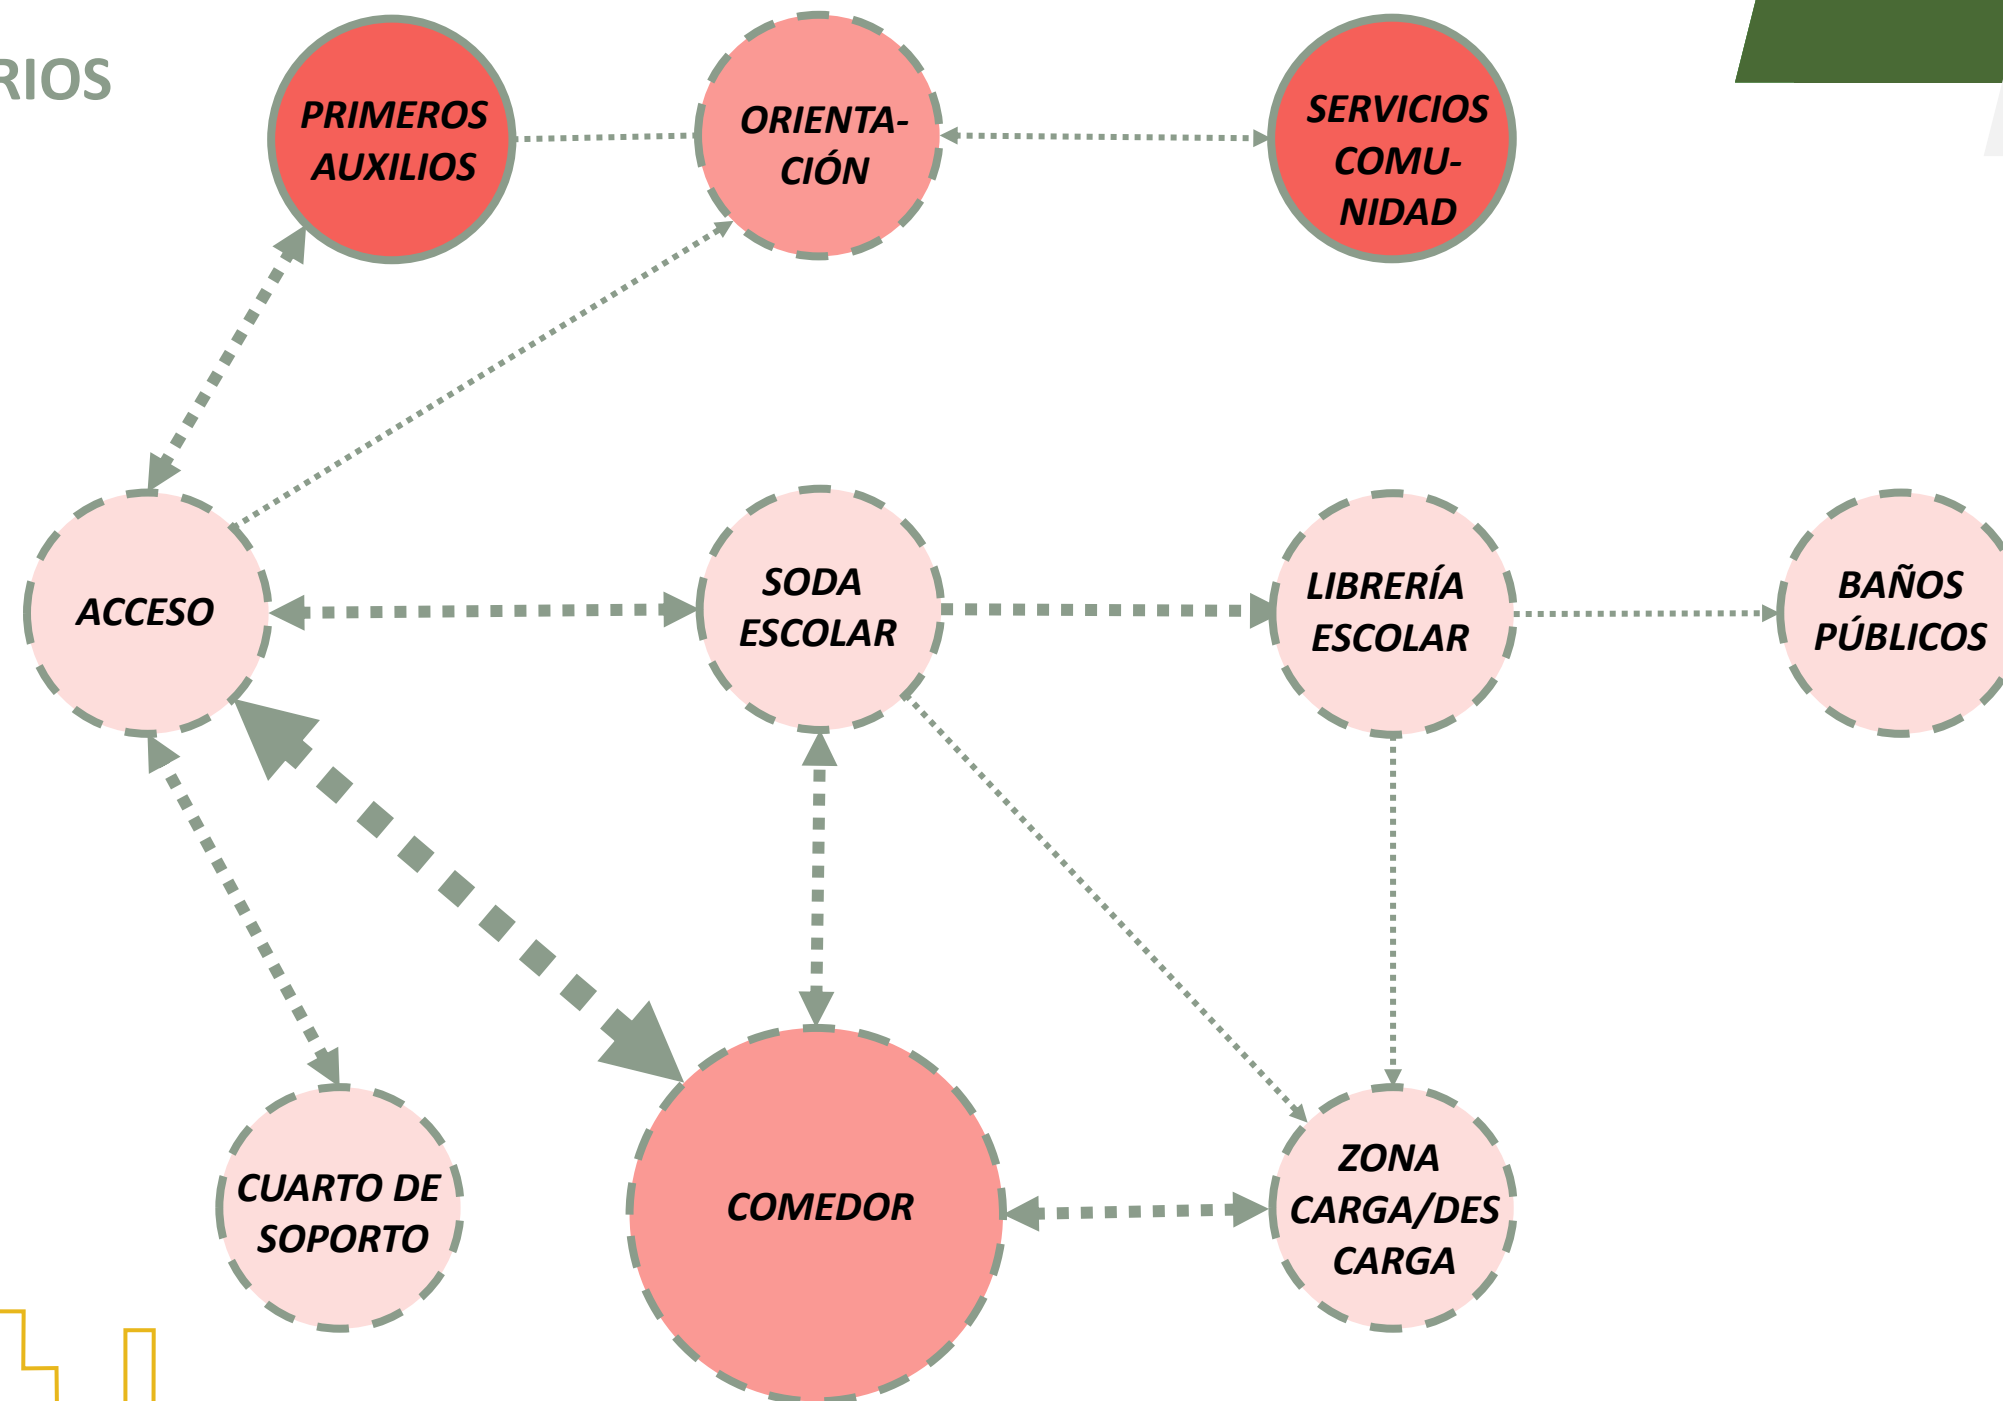 RIOS
PRIMEROS
AUXILIOS
ORIENTA-
CIÓN
SERVICIOS
COMU-
NIDAD
ACCESO
SODA
ESCOLAR
LIBRERÍA
ESCOLAR
BAÑOS
PÚBLICOS
CUARTO DE
SOPORTO
COMEDOR
ZONA
CARGA/DES
CARGA